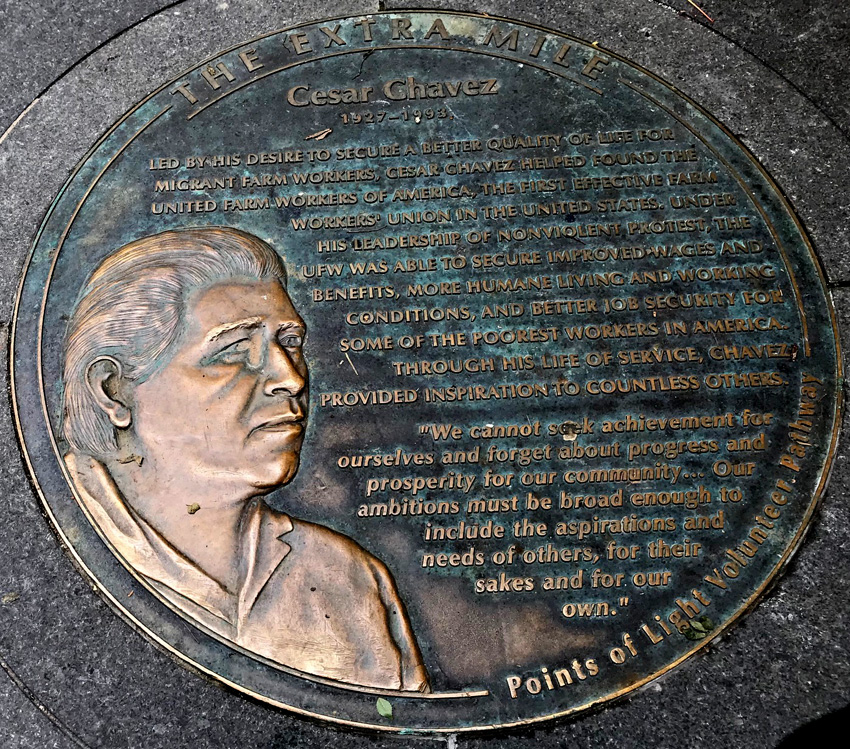 THE EXTRA MILE
Cesar Chavez
1927-1993
LED BY HIS DESIRE TO SECURE A BETTER QUALITY OF LIFE FOR
MIGRANT FARM WORKERS, CESAR CHAVEZ HELPED FOUND THE
UNITED FARM WORKERS OF AMERICA, THE FIRST EFFECTIVE FARM
WORKERS' UNION IN THE UNITED STATES. UNDER
HIS LEADERSHIP OF NONVIOLENT PROTEST, THE
UFW WAS ABLE TO SECURE IMPROVED WAGES AND
BENEFITS, MORE HUMANE LIVING AND WORKING
CONDITIONS, AND BETTER JOB SECURITY FOR
SOME OF THE POOREST WORKERS IN AMERICA.
THROUGH HIS LIFE OF SERVICE, CHAVEZ
PROVIDED INSPIRATION TO COUNTLESS OTHERS.
"We cannot seek achievement for
ourselves and forget about progress and
prosperity for our community... Our
ambitions must be broad enough to
include the aspirations and
needs of others, for their
sakes and for our
own."
Points of Light Volunteer Pathway